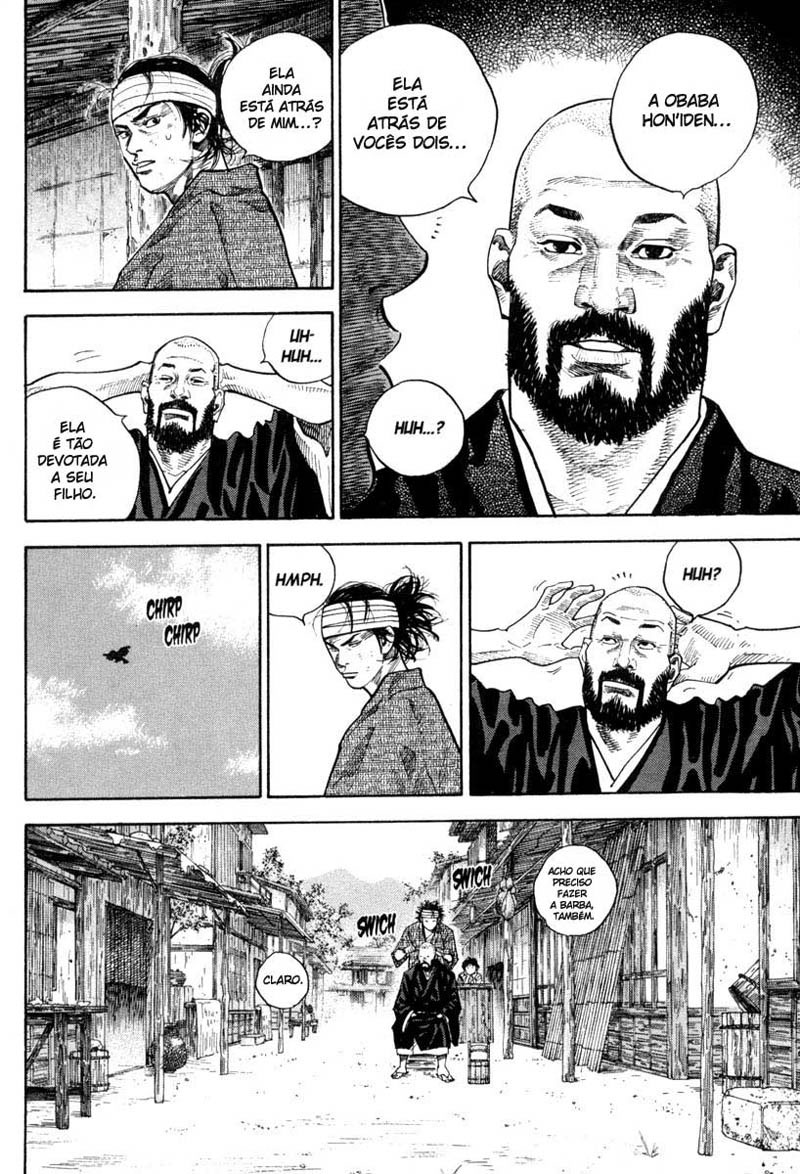 A OBABA
HON'IDEN...
ELA
ESTÁ
ATRÁS DE
VOCÊS DOIS...
HUH...?
ELA
AINDA
ESTÁ ATRÁS
DE MIM...?
UH-
HUH...
ELA
É TÃO
DEVOTADA
A SEU
FILHO.
HUH?
HMPH.
CHIRP
CHIRP
ACHO QUE
PRECISO
FAZER
A BARBA,
TAMBÉM.
SWICH
SWICH
CLARO.